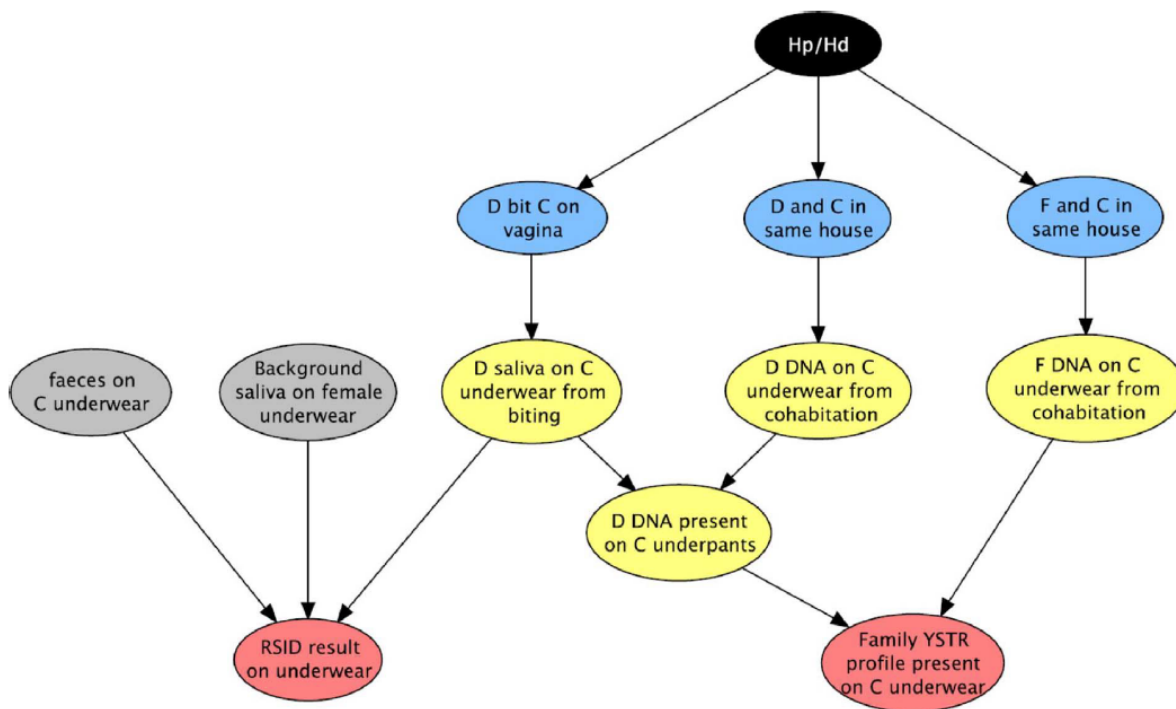 Hp/Hd
D bit C on
vagina
D and C in
same house
F and C in
same house
faeces on
C underwear
Background
saliva on female
underwear
D saliva on C
underwear from
biting
D DNA on C
underwear from
cohabitation
F DNA on C
underwear from
cohabitation
D DNA present
on C underpants
RSID result
on underwear
Family YSTR
profile present
on C underwear